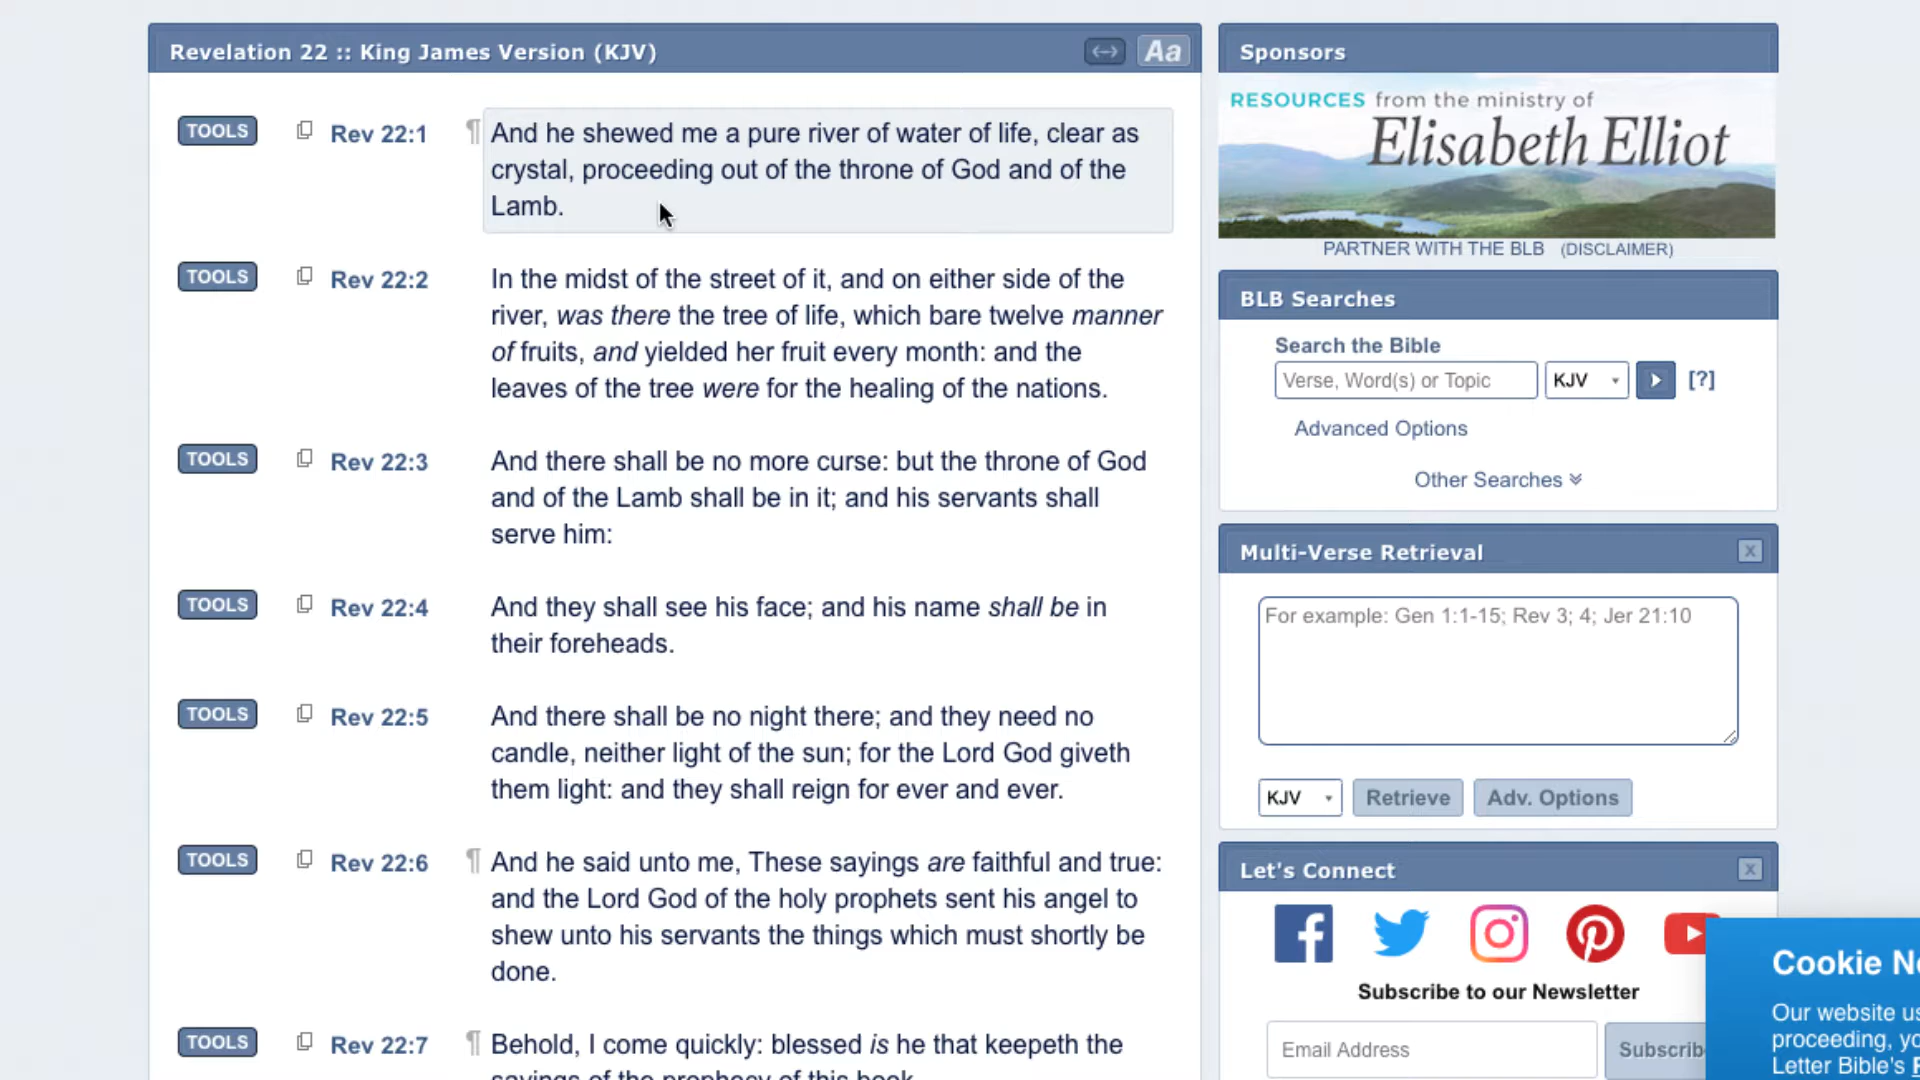 Revelation 22 :: King James Version (KJV)
Aa
TOOLS Rev 22:1 ¶ And he shewed me a pure river of water of life, clear as
crystal, proceeding out of the throne of God and of the
Lamb.
TOOLS Rev 22:2 In the midst of the street of it, and on either side of the
river, was there the tree of life, which bare twelve manner
of fruits, and yielded her fruit every month: and the
leaves of the tree were for the healing of the nations.
TOOLS Rev 22:3 And there shall be no more curse: but the throne of God
and of the Lamb shall be in it; and his servants shall
serve him:
TOOLS Rev 22:4 And they shall see his face; and his name shall be in
their foreheads.
TOOLS Rev 22:5 And there shall be no night there; and they need no
candle, neither light of the sun; for the Lord God giveth
them light: and they shall reign for ever and ever.
TOOLS Rev 22:6 ¶ And he said unto me, These sayings are faithful and true:
and the Lord God of the holy prophets sent his angel to
shew unto his servants the things which must shortly be
done.
TOOLS Rev 22:7 ¶ Behold, I come quickly: blessed is he that keepeth the
sayings of the prophecy of this book.
Sponsors
RESOURCES from the ministry of
Elisabeth Elliot
PARTNER WITH THE BLB (DISCLAIMER)
BLB Searches
Search the Bible
Verse, Word(s) or Topic KJV [?]
Advanced Options
Other Searches
Multi-Verse Retrieval X
For example: Gen 1:1-15; Rev 3; 4; Jer 21:10
KJV Retrieve Adv. Options
Let's Connect X
Subscribe to our Newsletter
Email Address Subscrib
Cookie N
Our website us
proceeding, yo
Letter Bible's